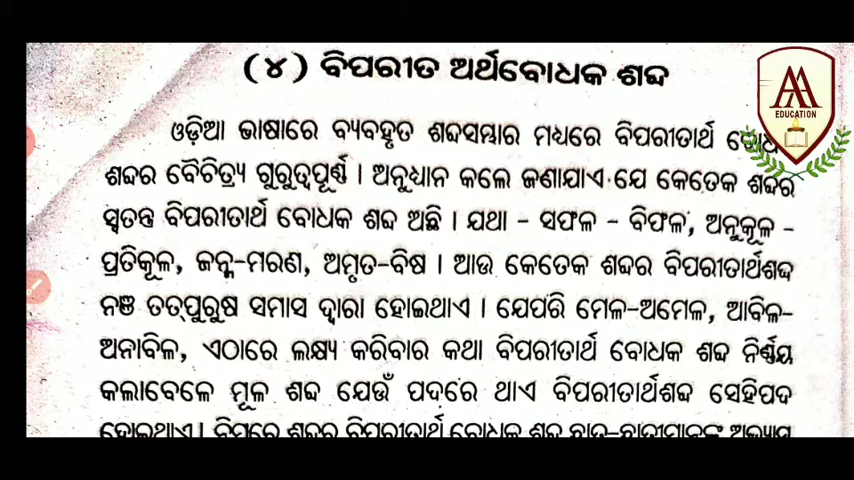 (୪) ବିପରୀତ ଅର୍ଥବୋଧକ ଶବ୍ଦ
AA
EDUCATION
ଓଡ଼ିଆ ଭାଷାରେ ବ୍ୟବହୃତ ଶବ୍ଦସମ୍ଭାର ମଧ୍ୟରେ ବିପରୀତାର୍ଥ
ଶବ୍ଦର ବୈଚିତ୍ର୍ୟ ଗୁରୁତ୍ୱପୂର୍ଣ୍ଣ । ଅନୁଧ୍ୟାନ କଲେ ଜଣାଯାଏ ଯେ କେତେକ ଶବ୍ଦର
ସ୍ୱତନ୍ତ୍ର ବିପରୀତାର୍ଥ ବୋଧକ ଶବ୍ଦ ଅଛି । ଯଥା - ସଫଳ - ବିଫଳ, ଅନୁକୂଳ -
ପ୍ରତିକୂଳ, ଜନ୍ମ-ମରଣ, ଅମୃତ-ବିଷ । ଆଉ କେତେକ ଶବ୍ଦର ବିପରୀତାର୍ଥଶବ୍ଦ
ନଞ ତତ୍‌ପୁରୁଷ ସମାସ ଦ୍ୱାରା ହୋଇଥାଏ । ଯେପରି ମେଳ-ଅମେଳ, ଆବିଳ-
ଅନାବିଳ, ଏଠାରେ ଲକ୍ଷ୍ୟ କରିବାର କଥା ବିପରୀତାର୍ଥ ବୋଧକ ଶବ୍ଦ ନିର୍ଣ୍ଣୟ
କଲାବେଳେ ମୂଳ ଶବ୍ଦ ଯେଉଁ ପଦରେ ଥାଏ ବିପରୀତାର୍ଥଶବ୍ଦ ସେହିପଦ
ହୋଇଥାଏ ।